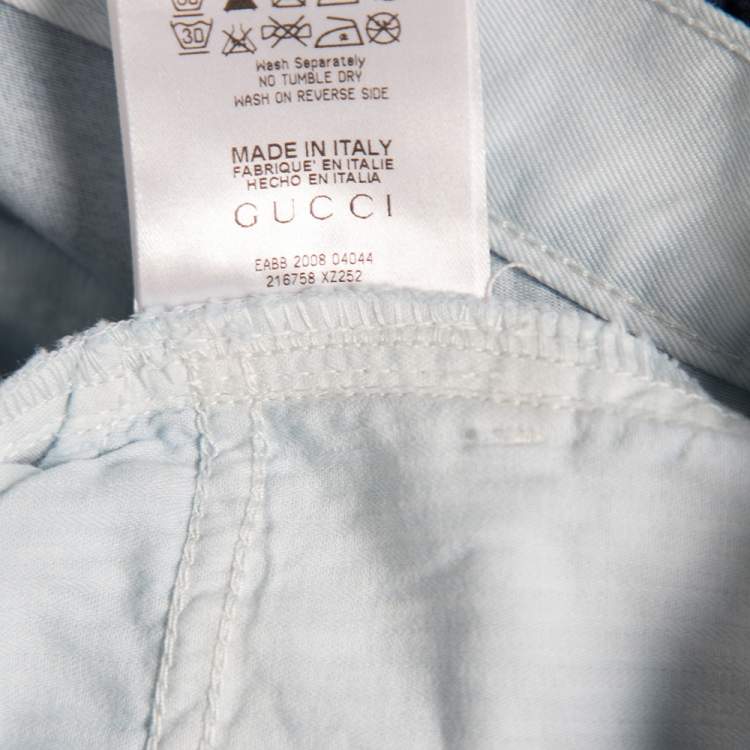 30
Wash Separately
NO TUMBLE DRY
WASH ON REVERSE SIDE
MADE IN ITALY
FABRIQUE' EN ITALIE
HECHO EN ITALIA
GUCCI
EABB 2008 04044
216758 XZ252